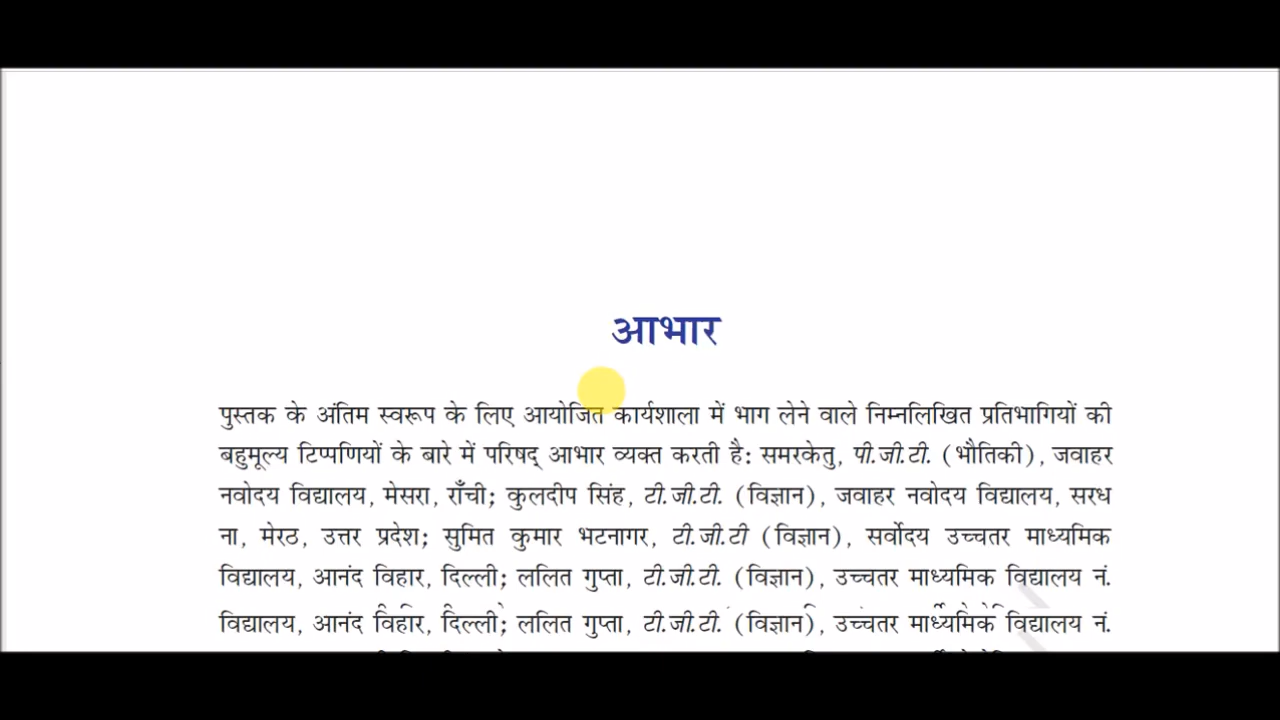 आभार
पुस्तक के अंतिम स्वरूप के लिए आयोजित कार्यशाला में भाग लेने वाले निम्नलिखित प्रतिभागियों की
बहुमूल्य टिप्पणियों के बारे में परिषद् आभार व्यक्त करती है: समरकेतु, पी.जी.टी. (भौतिकी), जवाहर
नवोदय विद्यालय, मेसरा, राँची; कुलदीप सिंह, टी.जी.टी. (विज्ञान), जवाहर नवोदय विद्यालय, सरध
ना, मेरठ, उत्तर प्रदेश; सुमित कुमार भटनागर, टी.जी.टी (विज्ञान), सर्वोदय उच्चतर माध्यमिक
विद्यालय, आनंद विहार, दिल्ली; ललित गुप्ता, टी.जी.टी. (विज्ञान), उच्चतर माध्यमिक विद्यालय नं.
विद्यालय, आनंद विहार, दिल्ली; ललित गुप्ता, टी.जी.टी. (विज्ञान), उच्चतर माध्यमिक विद्यालय नं.